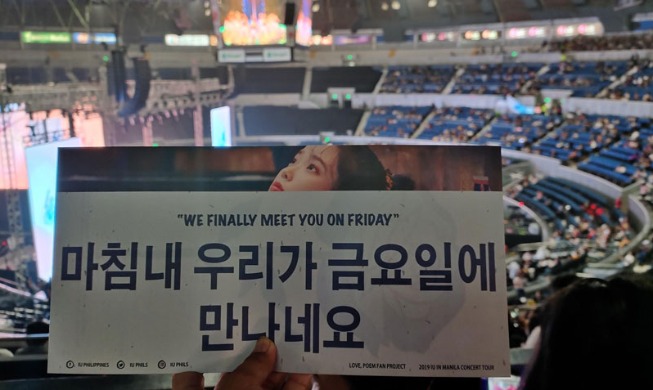 "WE FINALLY MEET YOU ON FRIDAY"
마침내 우리가 금요일에
만나네요
IU PHILIPPINES IU PHILS IU PHILS
LOVE, POEM FAN PROJECT 2019 IU IN MANILA CONCERT TOUR